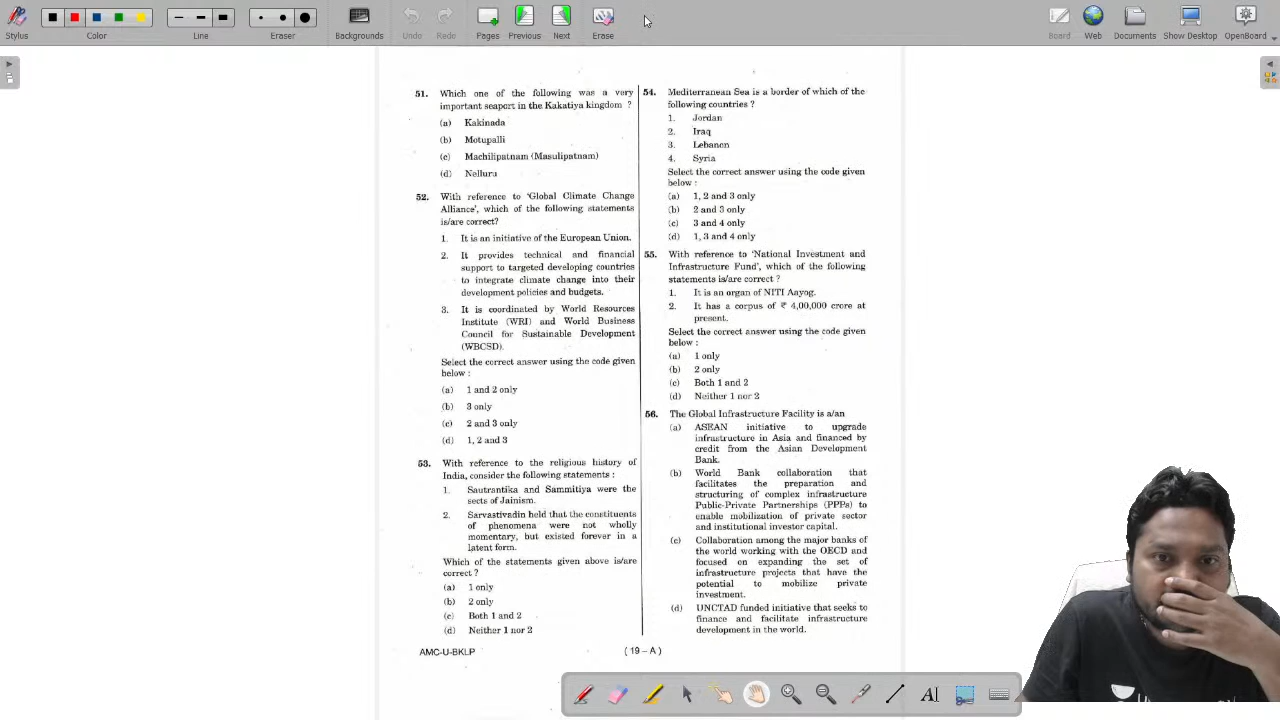 Stylus
Color
Line
Eraser
Backgrounds
Undo
Redo
Pages
Previous
Next
Erase
Board
Web
Documents
Show Desktop
OpenBoard
51. Which one of the following was a very
important seaport in the Kakatiya kingdom ?
(a) Kakinada
(b) Motupalli
(c) Machilipatnam (Masulipatnam)
(d) Nelluru
52. With reference to 'Global Climate Change
Alliance', which of the following statements
is/are correct?
1. It is an initiative of the European Union.
2. It provides technical and financial
support to targeted developing countries
to integrate climate change into their
development policies and budgets.
3. It is coordinated by World Resources
Institute (WRI) and World Business
Council for Sustainable Development
(WBCSD).
Select the correct answer using the code given
below :
(a) 1 and 2 only
(b) 3 only
(c) 2 and 3 only
(d) 1, 2 and 3
53. With reference to the religious history of
India, consider the following statements :
1. Sautrantika and Sammitiya were the
sects of Jainism.
2. Sarvastivadin held that the constituents
of phenomena were not wholly
momentary, but existed forever in a
latent form.
Which of the statements given above is/are
correct ?
(a) 1 only
(b) 2 only
(c) Both 1 and 2
(d) Neither 1 nor 2
54. Mediterranean Sea is a border of which of the
following countries ?
1. Jordan
2. Iraq
3. Lebanon
4. Syria
Select the correct answer using the code given
below :
(a) 1, 2 and 3 only
(b) 2 and 3 only
(c) 3 and 4 only
(d) 1, 3 and 4 only
55. With reference to 'National Investment and
Infrastructure Fund', which of the following
statements is/are correct ?
1. It is an organ of NITI Aayog.
2. It has a corpus of ₹ 4,00,000 crore at
present.
Select the correct answer using the code given
below :
(a) 1 only
(b) 2 only
(c) Both 1 and 2
(d) Neither 1 nor 2
56. The Global Infrastructure Facility is a/an
(a) ASEAN initiative to upgrade
infrastructure in Asia and financed by
credit from the Asian Development
Bank.
(b) World Bank collaboration that
facilitates the preparation and
structuring of complex infrastructure
Public-Private Partnerships (PPPs) to
enable mobilization of private sector
and institutional investor capital.
(c) Collaboration among the major banks of
the world working with the OECD and
focused on expanding the set of
infrastructure projects that have the
potential to mobilize private
investment.
(d) UNCTAD funded initiative that seeks to
finance and facilitate infrastructure
development in the world.
AMC-U-BKLP
( 19 – A )